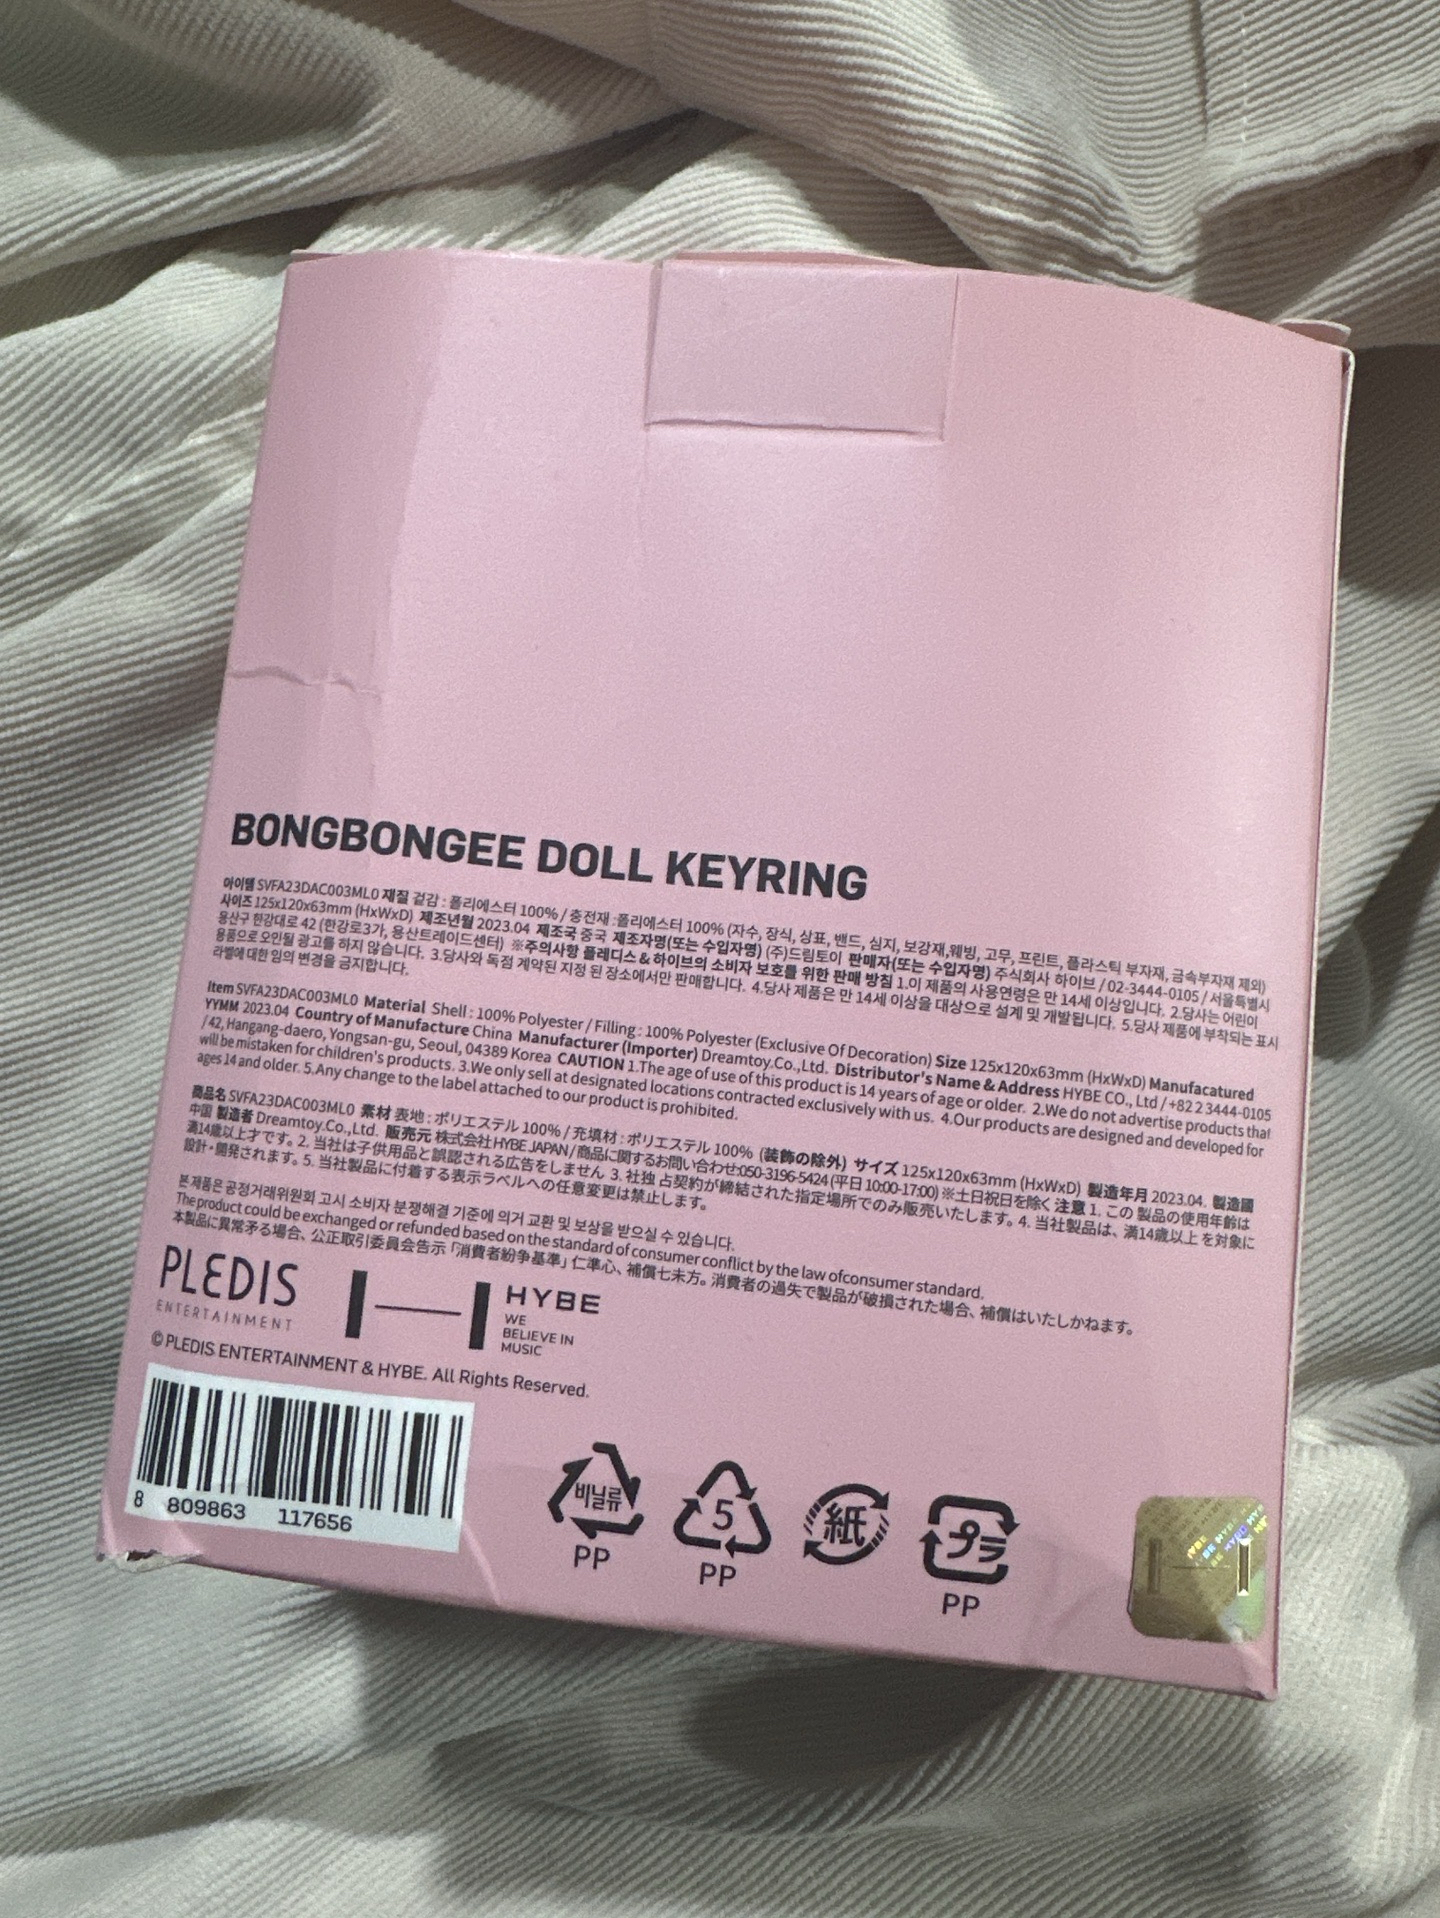 BONGBONGEE DOLL KEYRING
아이템 SVFA23DAC003ML0 재질 겉감 : 폴리에스터 100% / 충전재 : 폴리에스터 100% (자수, 장식, 상표, 밴드, 심지, 보강재,웨빙, 고무, 프린트, 플라스틱 부자재, 금속부자재 제외)
사이즈 125x120x63mm (HxWxD) 제조년월 2023.04 제조국 중국 제조자명(또는 수입자명) (주)드림토이 판매자(또는 수입자명) 주식회사 하이브 / 02-3444-0105 / 서울특별시
용산구 한강대로 42 (한강로3가, 용산트레이드센터) ※주의사항 플레디스 & 하이브의 소비자 보호를 위한 판매 방침 1.이 제품의 사용연령은 만 14세 이상입니다. 2.당사는 어린이
용품으로 오인될 광고를 하지 않습니다. 3.당사와 독점 계약된 지정 된 장소에서만 판매합니다. 4.당사 제품은 만 14세 이상을 대상으로 설계 및 개발됩니다. 5.당사 제품에 부착되는 표시
라벨에 대한 임의 변경을 금지합니다.
Item SVFA23DAC003ML0 Material Shell : 100% Polyester / Filling : 100% Polyester (Exclusive Of Decoration) Size 125x120x63mm (HxWxD) Manufacatured
YYMM 2023.04 Country of Manufacture China Manufacturer (Importer) Dreamtoy.Co.,Ltd. Distributor's Name & Address HYBE CO., Ltd / +82 2 3444-0105
/ 42, Hangang-daero, Yongsan-gu, Seoul, 04389 Korea CAUTION 1.The age of use of this product is 14 years of age or older. 2.We do not advertise products that
will be mistaken for children's products. 3.We only sell at designated locations contracted exclusively with us. 4.Our products are designed and developed for
ages 14 and older. 5.Any change to the label attached to our product is prohibited.
商品名 SVFA23DAC003ML0 素材 表地 : ポリエステル 100% / 充填材 : ポリエステル 100% (装飾の除外) サイズ 125x120x63mm (HxWxD) 製造年月 2023.04. 製造國
中国 製造者 Dreamtoy.Co.,Ltd. 販売元 株式会社 HYBE JAPAN / 商品に関するお問い合わせ:050-3196-5424 (平日 10:00-17:00) ※土日祝日を除く 注意 1. この 製品の使用年齢は
満14歳以上才です。2. 当社は子供用品と誤認される広告をしません 3. 社独 占契約が締結された指定場所でのみ販売いたします。4. 当社製品は、満14歳以上 を対象に
設計・開発されます。5. 当社製品に付着する表示ラベルへの任意変更は禁止します。
본 제품은 공정거래위원회 고시 소비자 분쟁해결 기준에 의거 교환 및 보상을 받으실 수 있습니다.
The product could be exchanged or refunded based on the standard of consumer conflict by the law ofconsumer standard.
本製品に異常矛る場合、公正取引委員会告示「消費者紛争基準」仁準心、補償七未方。消費者の過失で製品が破損された場合、補償はいたしかねます。
PLEDIS
ENTERTAINMENT
HYBE
WE
BELIEVE IN
MUSIC
© PLEDIS ENTERTAINMENT & HYBE. All Rights Reserved.
8 809863 117656
비닐류 5 紙 プラ
PP PP PP